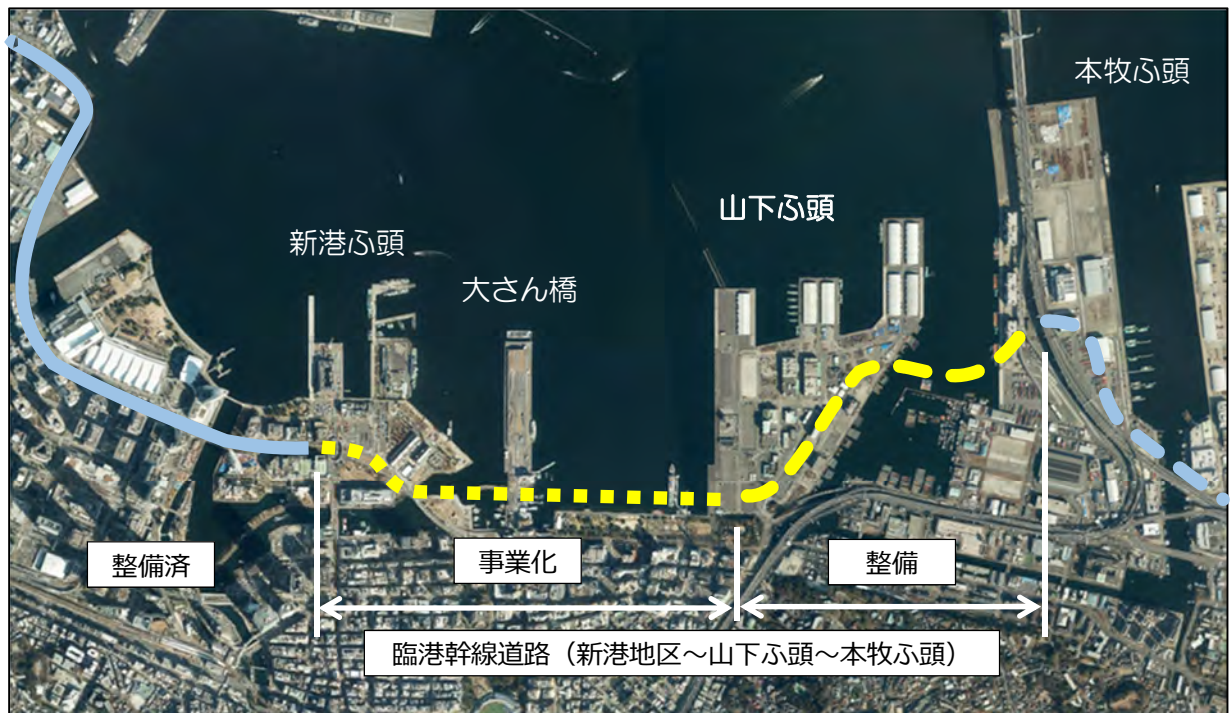 本牧ふ頭
山下ふ頭
新港ふ頭
大さん橋
整備済
事業化
整備
臨港幹線道路（新港地区～山下ふ頭～本牧ふ頭）